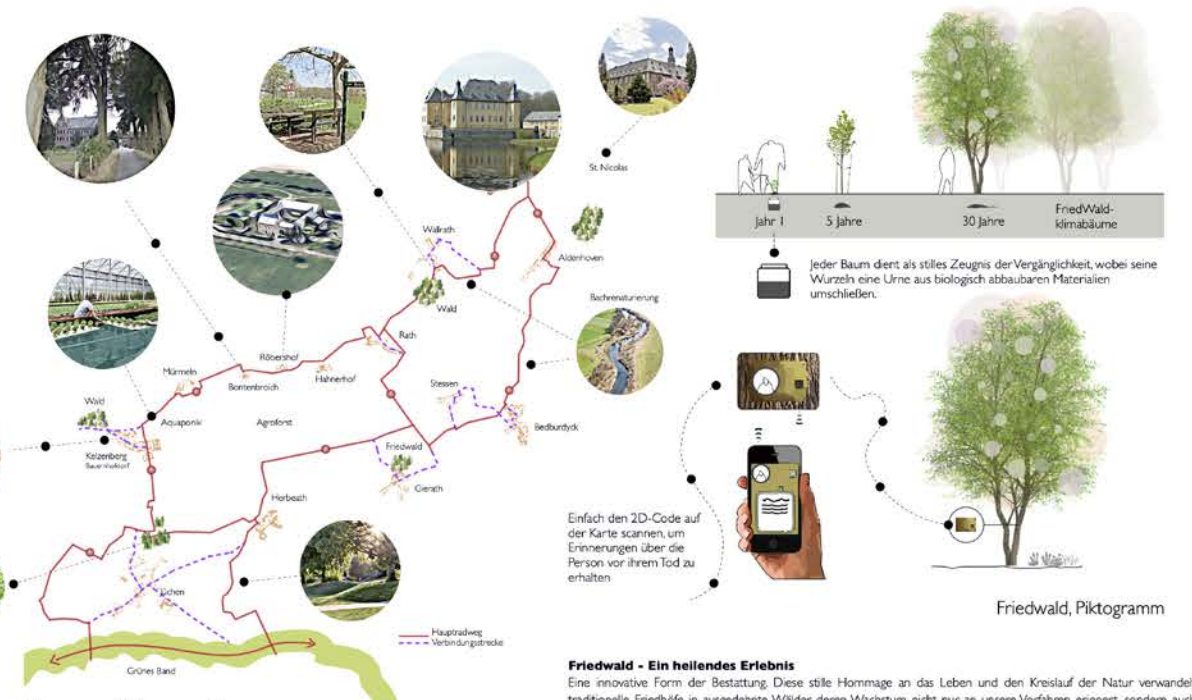 St. Nicolas
Wallrath
Aldenhoven
Wald
Bachrenaturierung
Rath
Röbershof
Hahnerhof
Bontenbroich
Mürmeln
Stessen
Wald
Aquaponik
Agroforst
Bedburdyck
Kelzenberg
Friedwald
Gierath
Herbeath
Jüchen
Grünes Band
Hauptradweg
Verbindungsstrecke
Jahr 1
5 Jahre
30 Jahre
FriedWald-
klimabäume
Jeder Baum dient als stilles Zeugnis der Vergänglichkeit, wobei seine
Wurzeln eine Urne aus biologisch abbaubaren Materialien
umschließen.
Einfach den 2D-Code auf
der Karte scannen, um
Erinnerungen über die
Person vor ihrem Tod zu
erhalten
Friedwald, Piktogramm
Friedwald - Ein heilendes Erlebnis
Eine innovative Form der Bestattung. Diese stille Hommage an das Leben und den Kreislauf der Natur verwandel